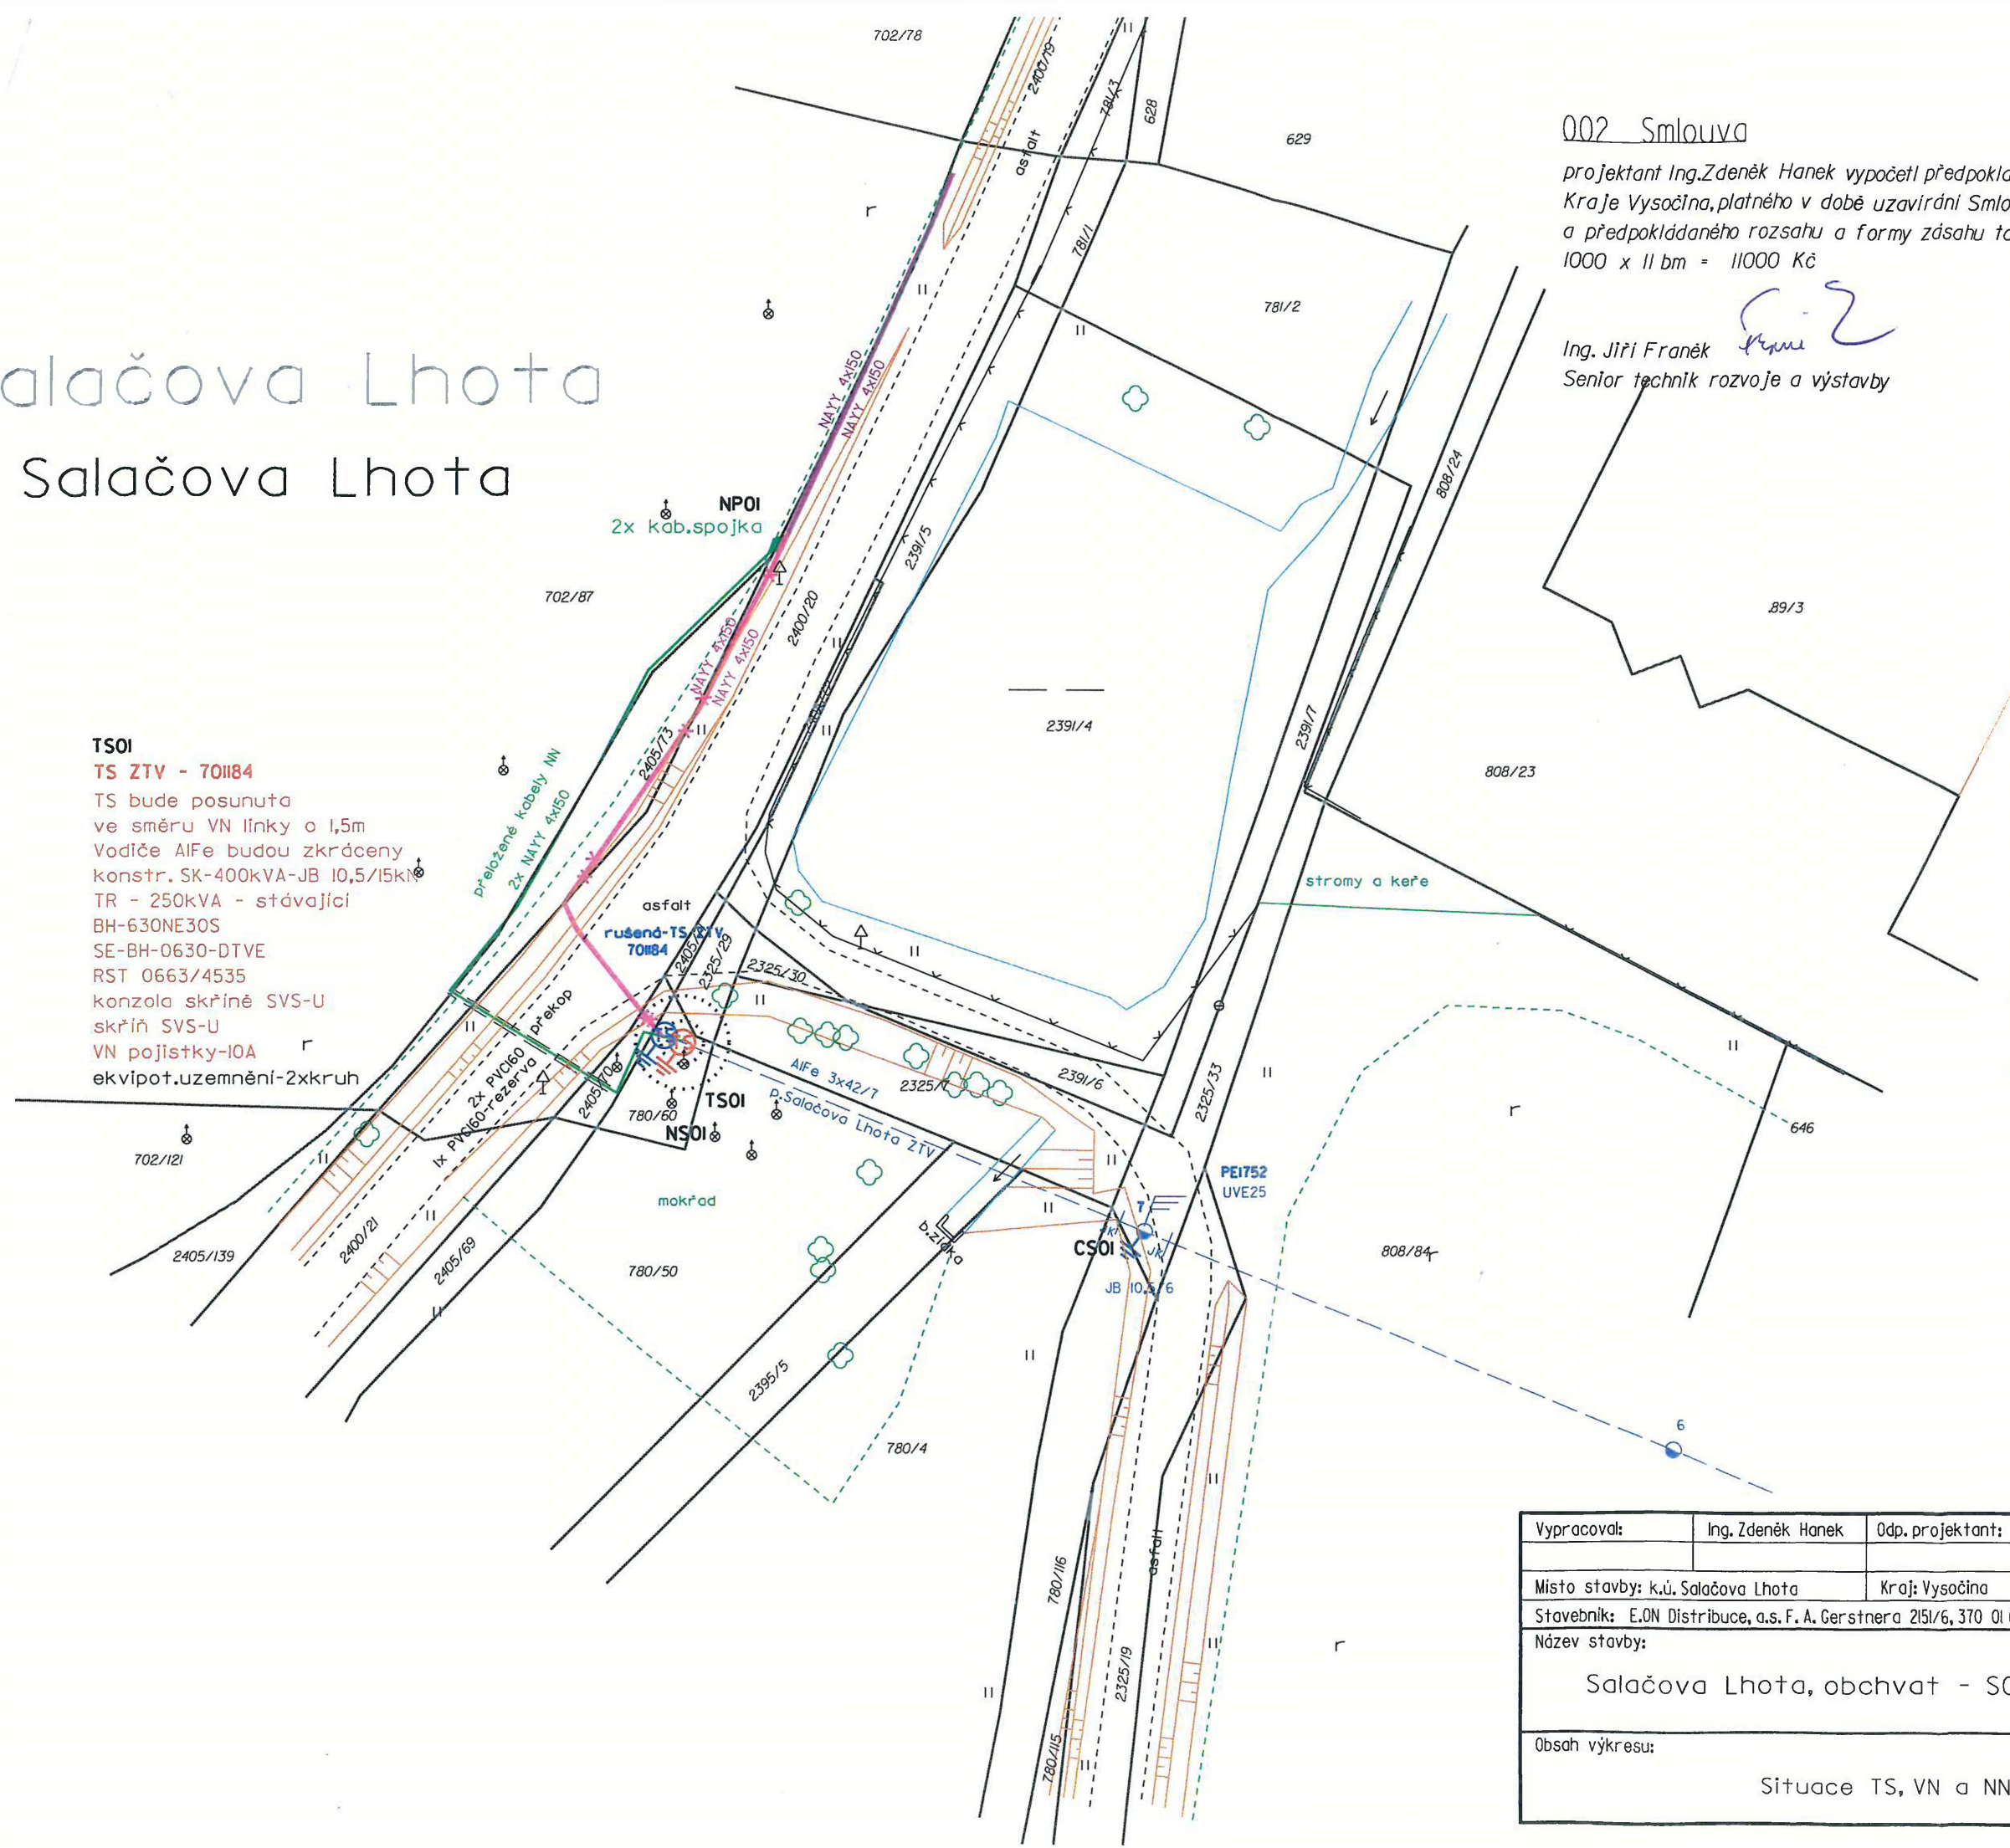 702/78
2400/19
asfalt
781/3
628
629
r
781/1
781/2
002 Smlouva
projektant Ing.Zdeněk Hanek vypočetl
Kraje Vysočina,platného v době uzavírání
a předpokládaného rozsahu a formy zásahu
1000 x 11 bm = 11000 Kč
Ing. Jiří Franěk
Senior technik rozvoje a výstavby
Lhota
Salačova Lhota
NAYY 4x150
NAYY 4x150
NP01
2x kab.spojka
702/87
2391/5
808/24
2400/20
89/3
NAYY 4x150
NAYY 4x150
2391/4
2391/7
808/23
2405/73
přeložené kabely NN
2x NAYY 4x150
TS01
TS ZTV - 701184
TS bude posunuta
ve směru VN linky o 1,5m
Vodiče AlFe budou zkráceny
konstr. SK-400kVA-JB 10,5/15kN
TR - 250kVA - stávající
BH-630NE30S
SE-BH-0630-DTVE
RST 0663/4535
konzola skříně SVS-U
skříň SVS-U
VN pojistky-10A
ekvipot.uzemnění-2xkruh
r
stromy a keře
asfalt
rušená-TS ZTV
701184
2325/29
2325/30
překop
2x PVC160
1x PVC160-rezerva
2405/70
780/60
TS01
NS01
AlFe 3x42/7
p.Salačova Lhota ZTV
2325/7
2391/6
2325/33
r
646
702/121
mokřad
PE1752
UVE25
7
CS01
JK
JK
JB 10,5/6
b.zídka
2400/21
2405/69
2405/139
780/50
808/84
r
2395/5
780/4
6
780/116
asfalt
2325/19
780/115
r
Vypracoval: Ing. Zdeněk Hanek Odp. projektant:
Místo stavby: k.ú. Salačova Lhota Kraj: Vysočina
Stavebník: E.ON Distribuce, a.s. F. A. Gerstnera 2151/6, 370 01
Název stavby:
Salačova Lhota, obchvat -
Obsah výkresu:
Situace TS, VN a NN